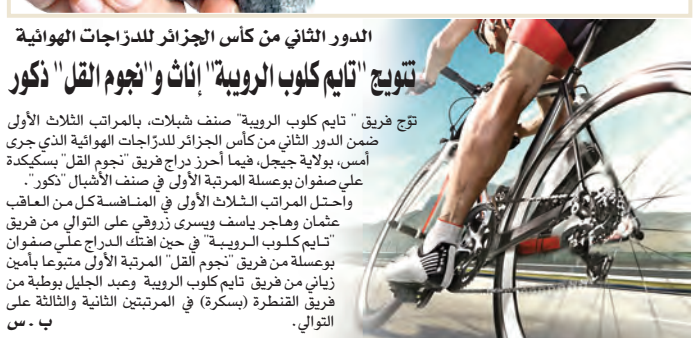 الدور الثاني من كأس الجزائر للدرّاجات الهوائية
تتويج "تايم كلوب الرويبة" إناث و"نجوم القل" ذكور
توّج فريق " تايم كلوب الرويبة" صنف شبلات، بالمراتب الثلاث الأولى
ضمن الدور الثاني من كأس الجزائر للدرّاجات الهوائية الذي جرى
أمس، بولاية جيجل، فيما أحرز دراج فريق "نجوم القل" بسكيكدة
علي صفوان بوعسلة المرتبة الأولى في صنف الأشبال "ذكور".
واحتل المراتب الثلاث الأولى في المنافسة كل من العاقب
عثمان وهاجر ياسف ويسرى زروقي على التوالي من فريق
"تايم كلوب الرويبة" في حين افتك الدراج علي صفوان
بوعسلة من فريق "نجوم القل" المرتبة الأولى متبوعا بأمين
زياني من فريق تايم كلوب الرويبة وعبد الجليل بوطبة من
فريق القنطرة (بسكرة) في المرتبتين الثانية والثالثة على
التوالي.
ب . س